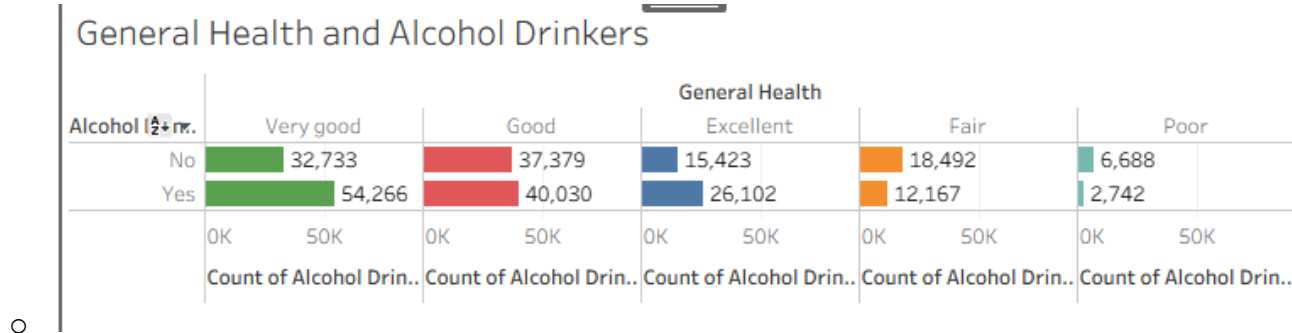 General Health and Alcohol Drinkers
General Health
Alcohol Very good Good Excellent Fair Poor
No 32,733 37,379 15,423 18,492 6,688
Yes 54,266 40,030 26,102 12,167 2,742
0K 50K 0K 50K 0K 50K 0K 50K 0K 50K
Count of Alcohol Drin.. Count of Alcohol Drin.. Count of Alcohol Drin.. Count of Alcohol Drin.. Count of Alcohol Drin..